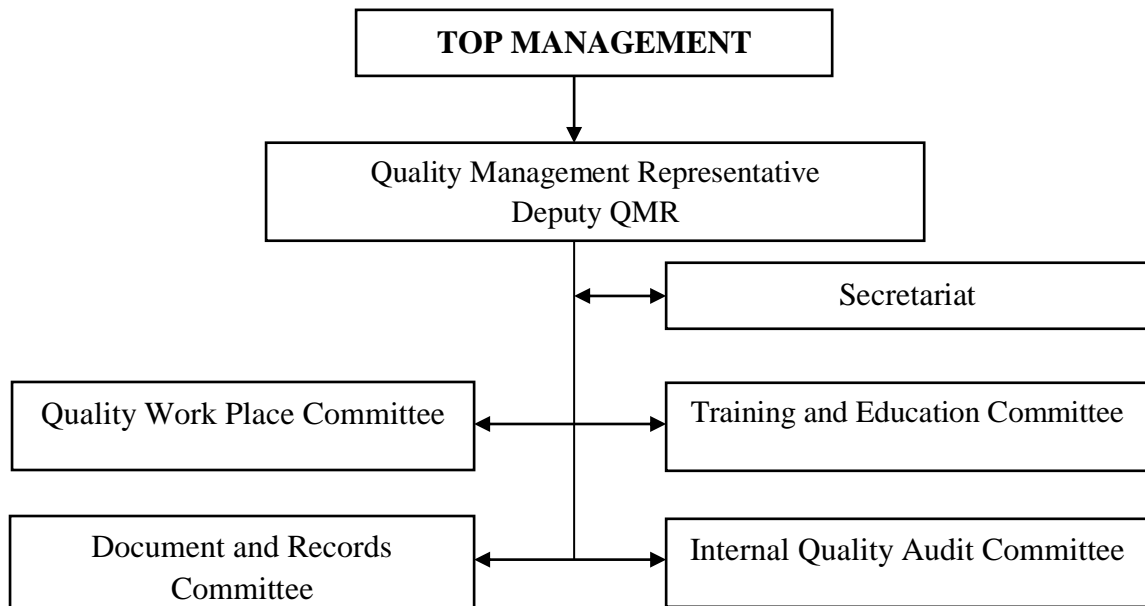 TOP MANAGEMENT
Quality Management Representative
Deputy QMR
Secretariat
Quality Work Place Committee
Training and Education Committee
Document and Records
Committee
Internal Quality Audit Committee